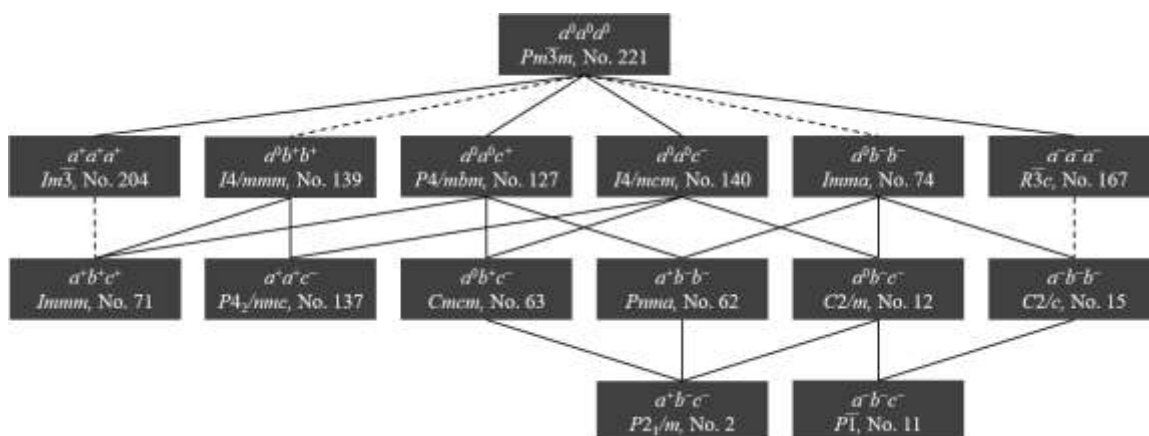 a⁰a⁰a⁰
Pm3̅m, No. 221
a⁺a⁺a⁺
Im3̅, No. 204
a⁰b⁺b⁺
I4/mmm, No. 139
a⁰a⁰c⁺
P4/mbm, No. 127
a⁰a⁰c⁻
I4/mcm, No. 140
a⁰b⁻b⁻
Imma, No. 74
a⁻a⁻a⁻
R3̅c, No. 167
a⁺b⁺c⁺
Immm, No. 71
a⁺a⁺c⁻
P4₂/nmc, No. 137
a⁰b⁺c⁻
Cmcm, No. 63
a⁺b⁻b⁻
Pnma, No. 62
a⁰b⁻c⁻
C2/m, No. 12
a⁻b⁻b⁻
C2/c, No. 15
a⁺b⁻c⁻
P2₁/m, No. 2
a⁻b⁻c⁻
P1̅, No. 11